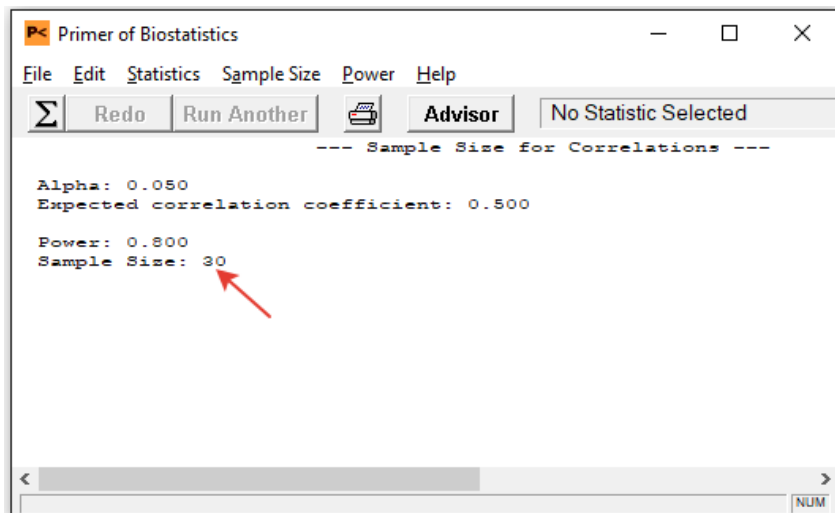 Primer of Biostatistics
File Edit Statistics Sample Size Power Help
Σ Redo Run Another Advisor No Statistic Selected
--- Sample Size for Correlations ---
Alpha: 0.050
Expected correlation coefficient: 0.500
Power: 0.800
Sample Size: 30
NUM